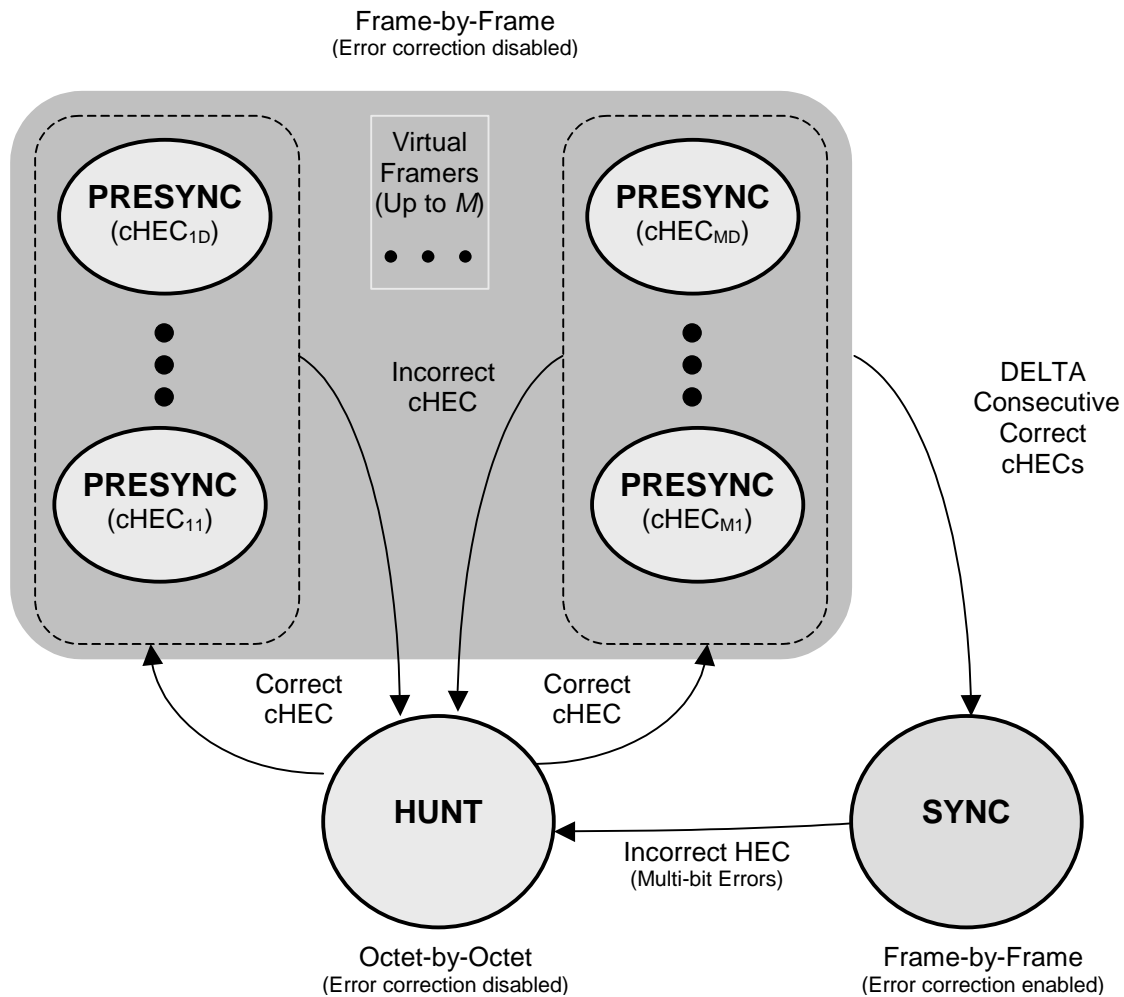 Frame-by-Frame
(Error correction disabled)
Virtual
Framers
(Up to M)
PRESYNC
(cHEC1D)
PRESYNC
(cHECMD)
Incorrect
cHEC
DELTA
Consecutive
Correct
cHECs
PRESYNC
(cHEC11)
PRESYNC
(cHECM1)
Correct
cHEC
Correct
cHEC
HUNT
SYNC
Incorrect HEC
(Multi-bit Errors)
Octet-by-Octet
(Error correction disabled)
Frame-by-Frame
(Error correction enabled)